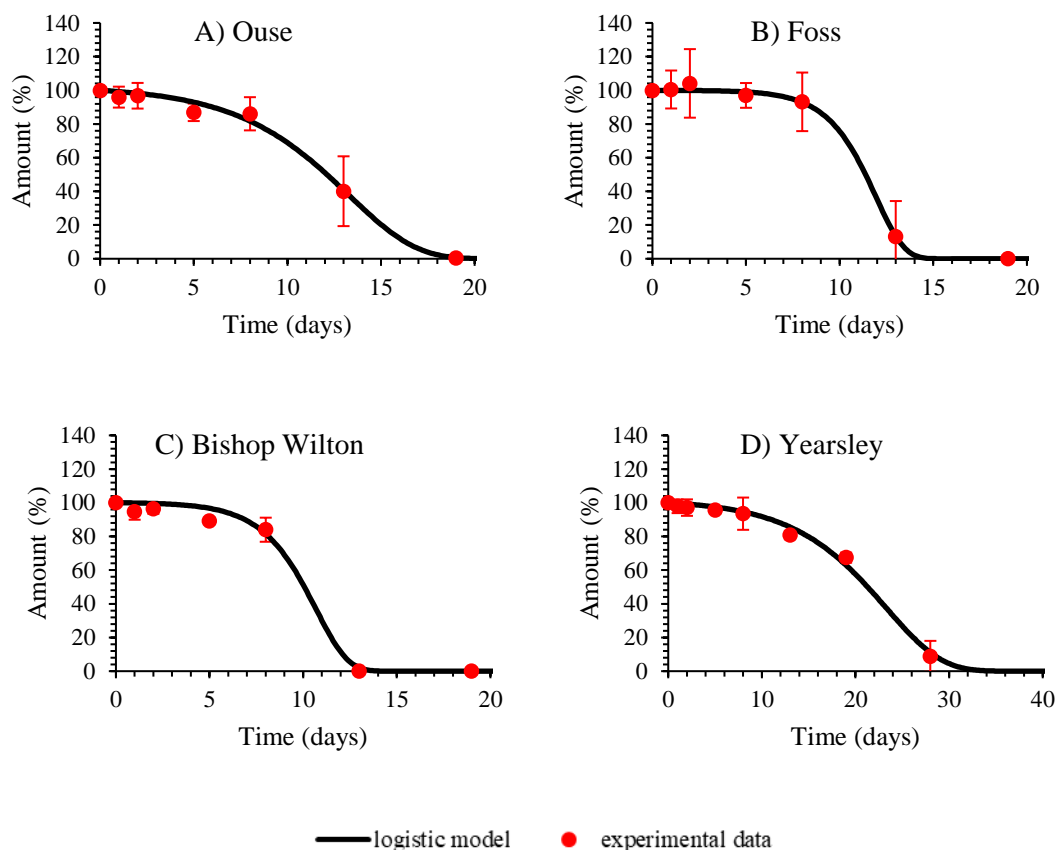 A) Ouse
Amount (%)
140
120
100
80
60
40
20
0
0 5 10 15 20
Time (days)
B) Foss
Amount (%)
140
120
100
80
60
40
20
0
0 5 10 15 20
Time (days)
C) Bishop Wilton
Amount (%)
140
120
100
80
60
40
20
0
0 5 10 15 20
Time (days)
D) Yearsley
Amount (%)
140
120
100
80
60
40
20
0
0 10 20 30 40
Time (days)
logistic model experimental data